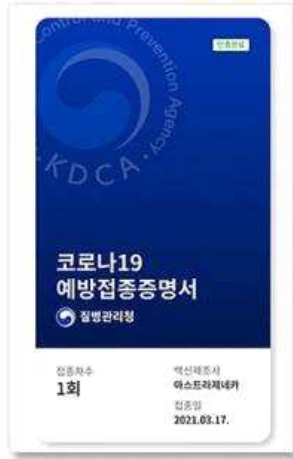 Control and Prevention Agency
KDCA
인증완료
코로나19
예방접종증명서
질병관리청
접종차수
1회
백신제조사
아스트라제네카
접종일
2021.03.17.